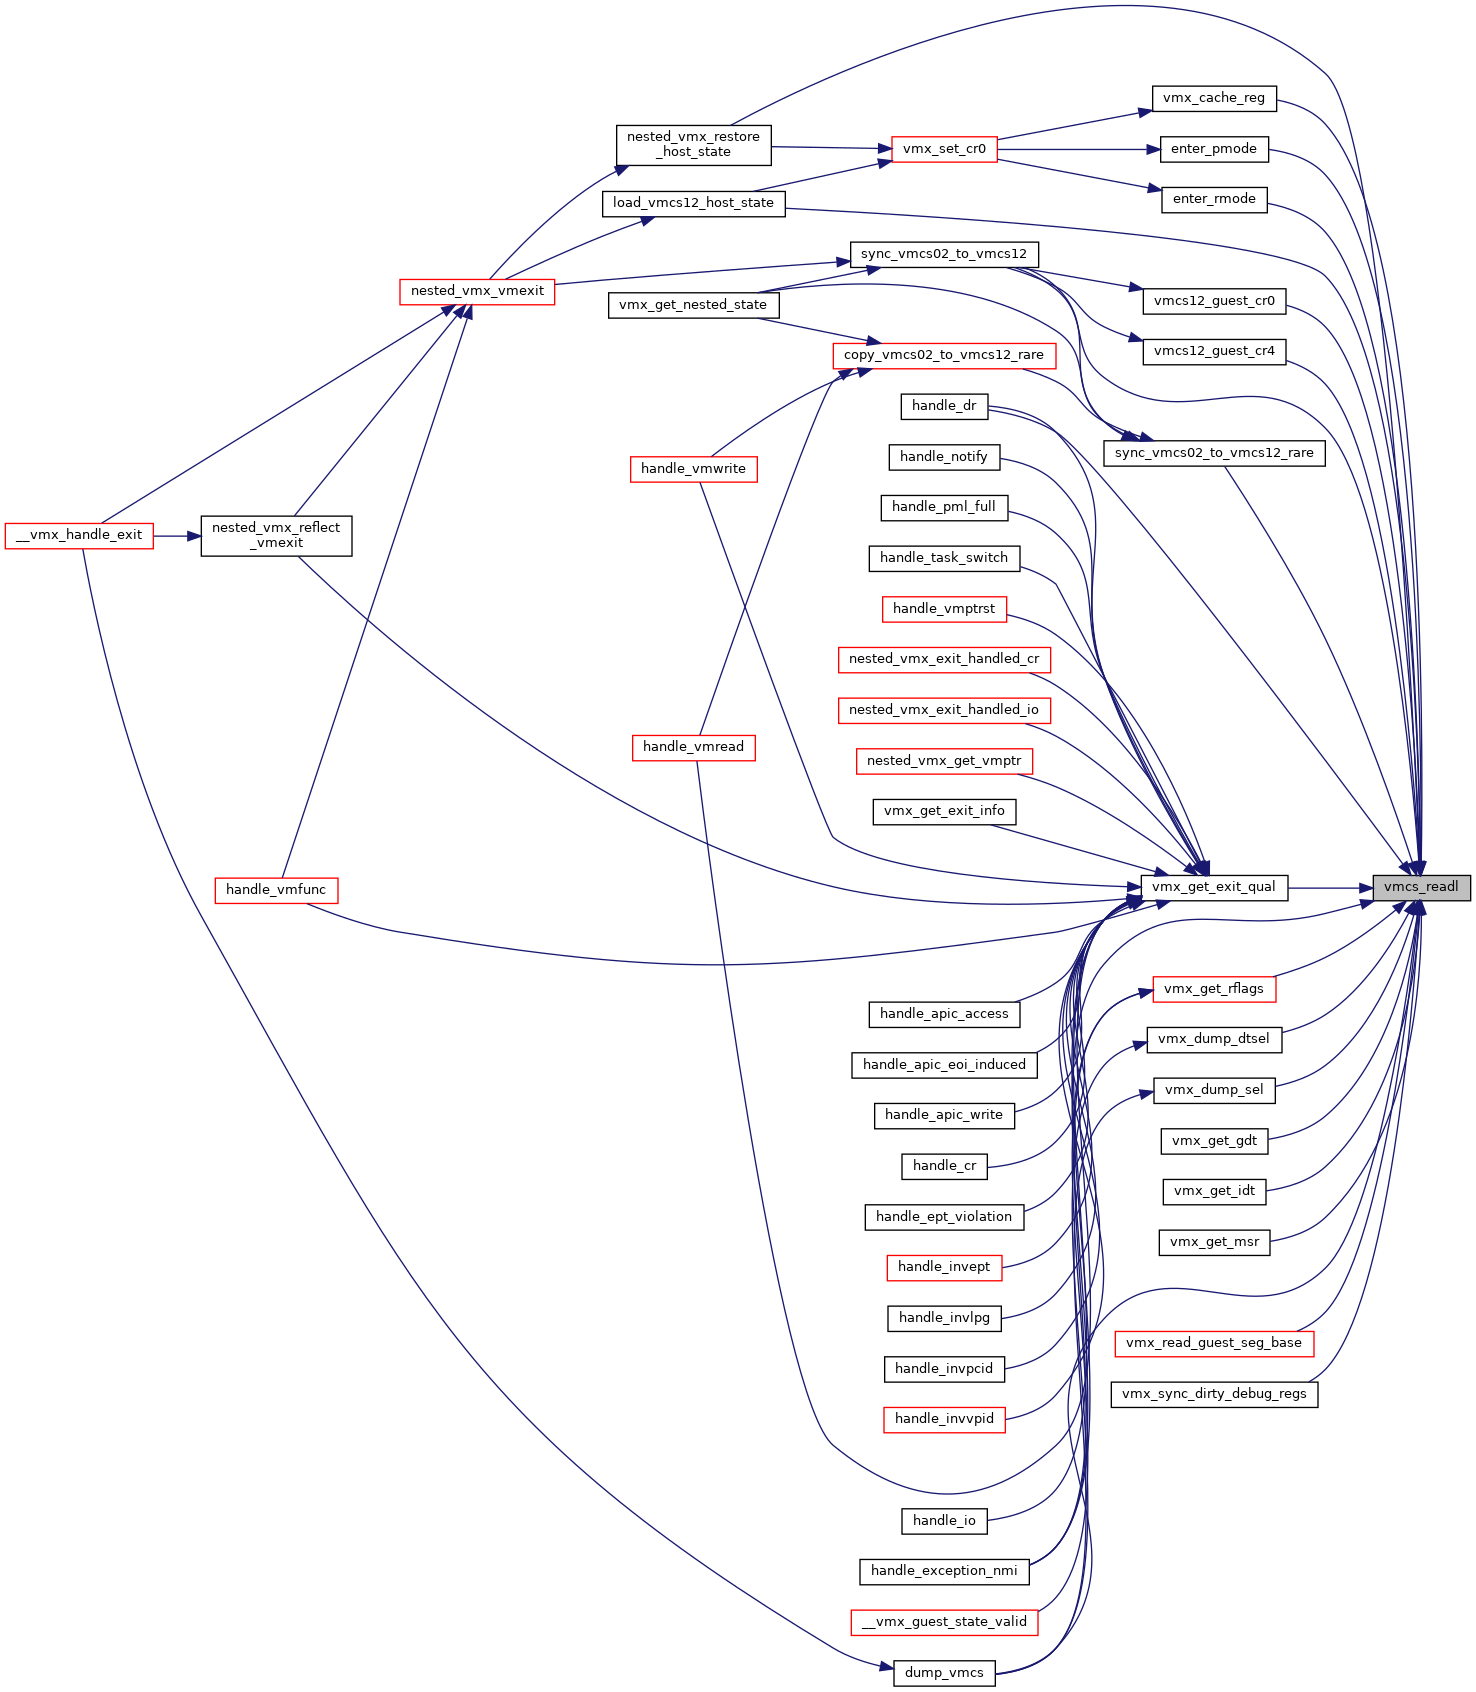 vmx_cache_reg
nested_vmx_restore
_host_state
vmx_set_cr0
enter_pmode
load_vmcs12_host_state
enter_rmode
sync_vmcs02_to_vmcs12
nested_vmx_vmexit
vmx_get_nested_state
vmcs12_guest_cr0
copy_vmcs02_to_vmcs12_rare
vmcs12_guest_cr4
handle_dr
handle_notify
sync_vmcs02_to_vmcs12_rare
handle_vmwrite
handle_pml_full
__vmx_handle_exit
nested_vmx_reflect
_vmexit
handle_task_switch
handle_vmptrst
nested_vmx_exit_handled_cr
nested_vmx_exit_handled_io
handle_vmread
nested_vmx_get_vmptr
vmx_get_exit_info
handle_vmfunc
vmx_get_exit_qual
vmcs_readl
vmx_get_rflags
handle_apic_access
vmx_dump_dtsel
handle_apic_eoi_induced
vmx_dump_sel
handle_apic_write
vmx_get_gdt
handle_cr
vmx_get_idt
handle_ept_violation
vmx_get_msr
handle_invept
handle_invlpg
vmx_read_guest_seg_base
handle_invpcid
vmx_sync_dirty_debug_regs
handle_invvpid
handle_io
handle_exception_nmi
__vmx_guest_state_valid
dump_vmcs